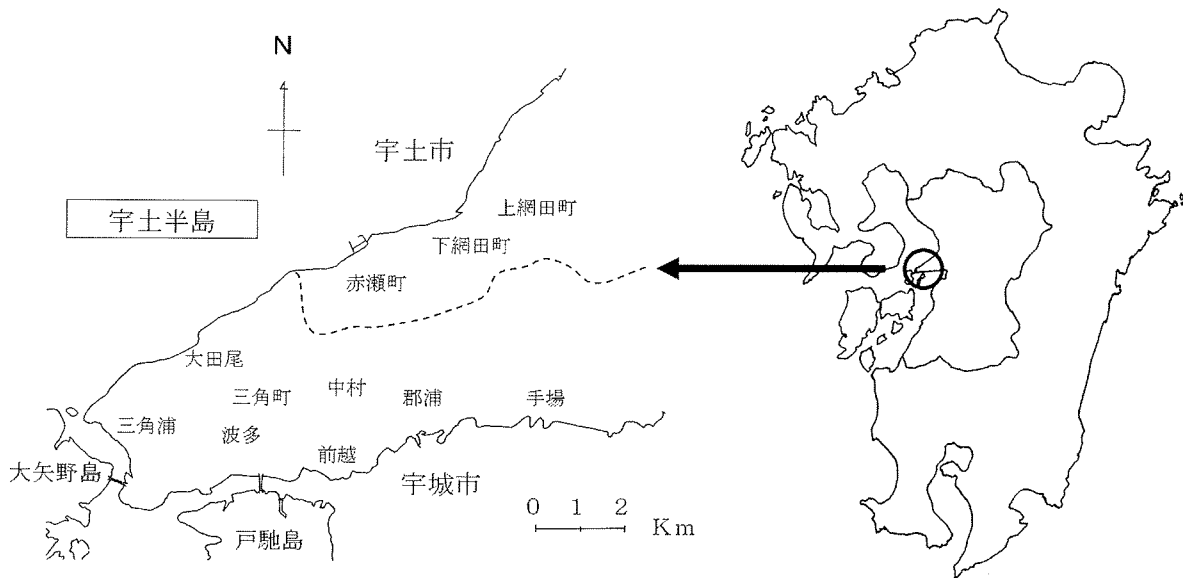 N
宇土市
宇土半島
上網田町
下網田町
赤瀬町
大田尾
三角町
中村
郡浦
手場
三角浦
波多
前越
大矢野島
宇城市
戸馳島
0 1 2 Km